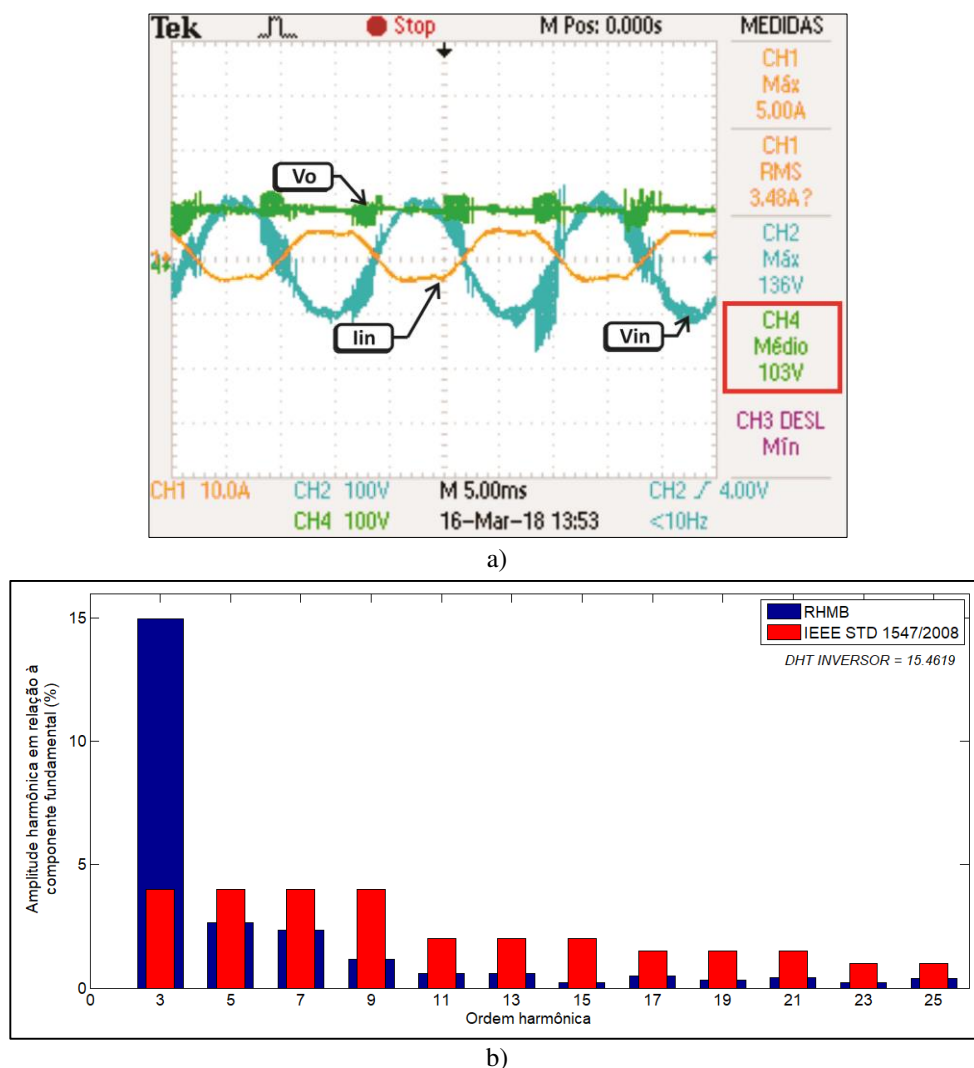 Tek
Stop
M Pos: 0.000s
MEDIDAS
CH1
Máx
5.00A
CH1
RMS
3.48A?
CH2
Máx
136V
CH4
Médio
103V
CH3 DESL
Mín
Vo
Iin
Vin
1
4
CH1 10.0A
CH2 100V
M 5.00ms
CH2 / 4.00V
CH4 100V
16-Mar-18 13:53
<10Hz
a)
Amplitude harmônica em relação à
componente fundamental (%)
15
10
5
0
RHMB
IEEE STD 1547/2008
DHT INVERSOR = 15.4619
0 3 5 7 9 11 13 15 17 19 21 23 25
Ordem harmônica
b)